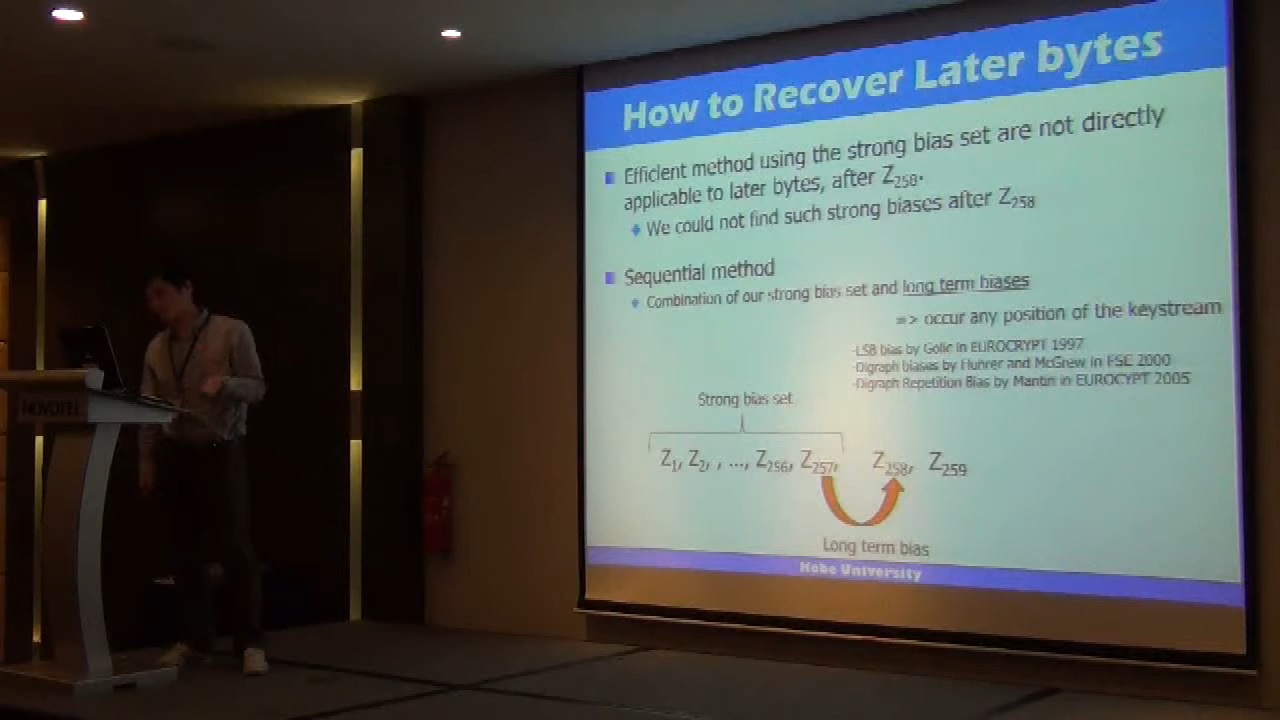 How to Recover Later bytes
Efficient method using the strong bias set are not directly
applicable to later bytes, after Z258.
We could not find such strong biases after Z258
Sequential method
Combination of our strong bias set and long term biases
=> occur any position of the keystream
-LSB bias by Golic in EUROCRYPT 1997
-Digraph biases by Fluhrer and McGrew in FSE 2000
-Digraph Repetition Bias by Mantin in EUROCYPT 2005
Strong bias set
Z1, Z2, , ..., Z256, Z257, Z258, Z259
Long term bias
Kobe University
NOVOTEL